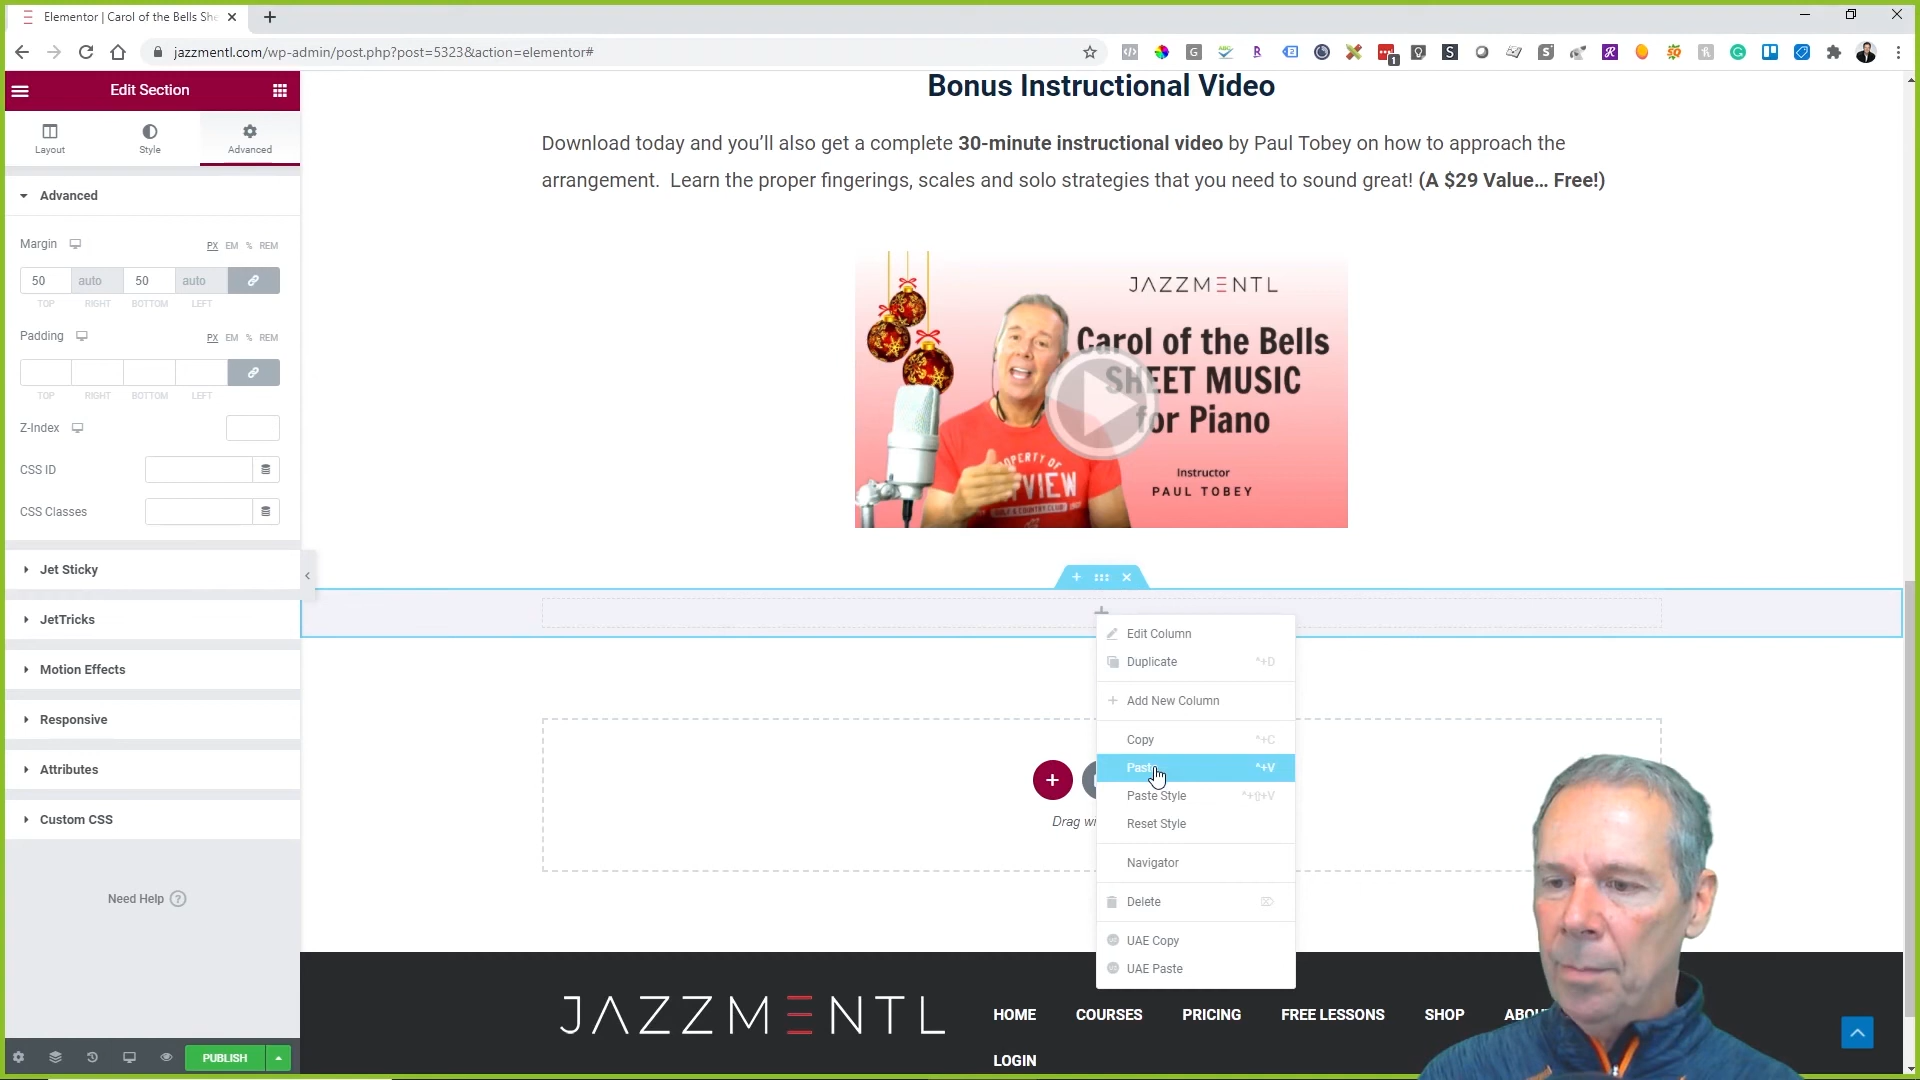 Elementor | Carol of the Bells She
jazzmentl.com/wp-admin/post.php?post=5323&action=elementor#
Edit Section
Layout
Style
Advanced
Advanced
Margin
PX EM % REM
50 auto 50 auto
TOP RIGHT BOTTOM LEFT
Padding
PX EM % REM
TOP RIGHT BOTTOM LEFT
Z-Index
CSS ID
CSS Classes
Jet Sticky
JetTricks
Motion Effects
Responsive
Attributes
Custom CSS
Need Help ?
PUBLISH
Bonus Instructional Video
Download today and you’ll also get a complete 30-minute instructional video by Paul Tobey on how to approach the
arrangement. Learn the proper fingerings, scales and solo strategies that you need to sound great! (A $29 Value… Free!)
JAZZMENTL
Carol of the Bells
SHEET MUSIC
for Piano
Instructor
PAUL TOBEY
PROPERTY OF
GOLF & COUNTRY CLUB
Edit Column
Duplicate ^+D
Add New Column
Copy ^+C
Paste ^+V
Paste Style ^+⇧+V
Reset Style
Navigator
Delete
UAE Copy
UAE Paste
Drag
JAZZMENTL
HOME COURSES PRICING FREE LESSONS SHOP
LOGIN